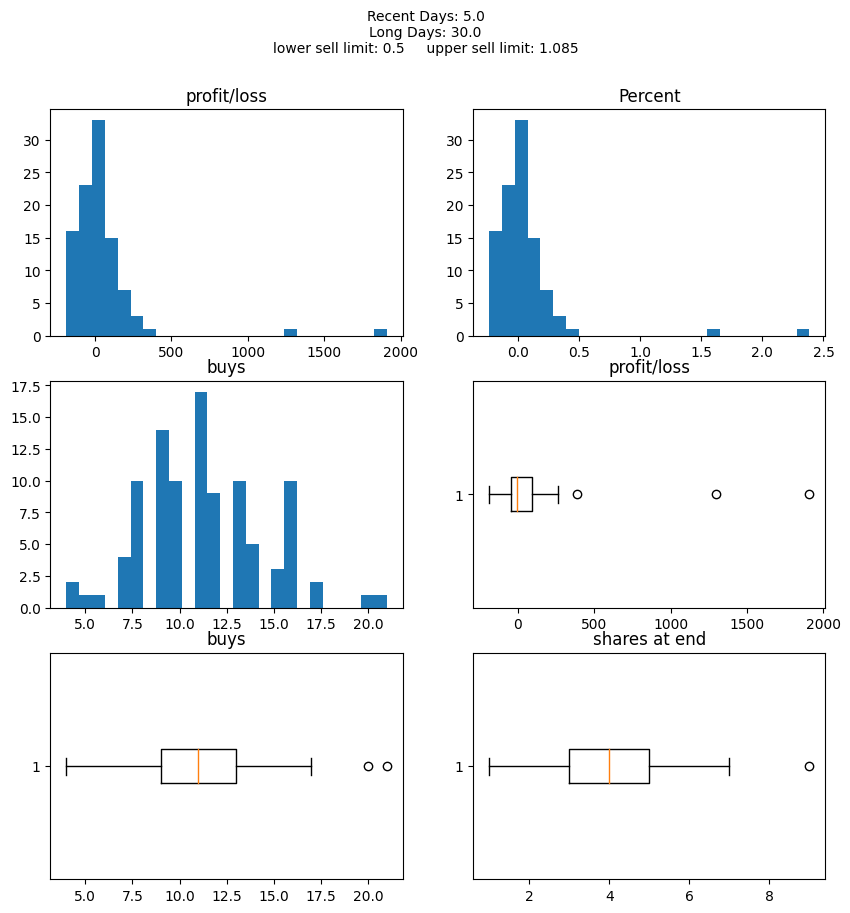 Recent Days: 5.0
Long Days: 30.0
lower sell limit: 0.5     upper sell limit: 1.085
profit/loss
30
25
20
15
10
5
0
0 500 1000 1500 2000
Percent
30
25
20
15
10
5
0
0.0 0.5 1.0 1.5 2.0 2.5
buys
17.5
15.0
12.5
10.0
7.5
5.0
2.5
0.0
5.0 7.5 10.0 12.5 15.0 17.5 20.0
profit/loss
1
0 500 1000 1500 2000
buys
1
5.0 7.5 10.0 12.5 15.0 17.5 20.0
shares at end
1
2 4 6 8